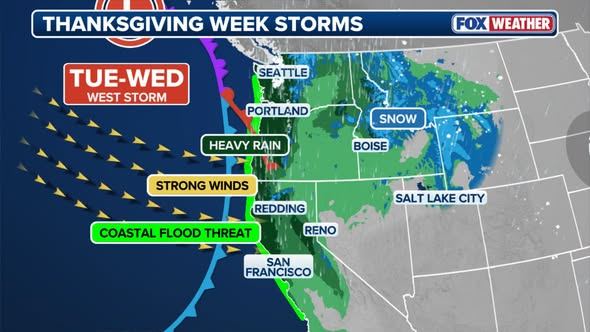 THANKSGIVING WEEK STORMS
FOX WEATHER
L
TUE-WED
WEST STORM
SEATTLE
PORTLAND
SNOW
HEAVY RAIN
BOISE
STRONG WINDS
SALT LAKE CITY
REDDING
COASTAL FLOOD THREAT
RENO
SAN
FRANCISCO